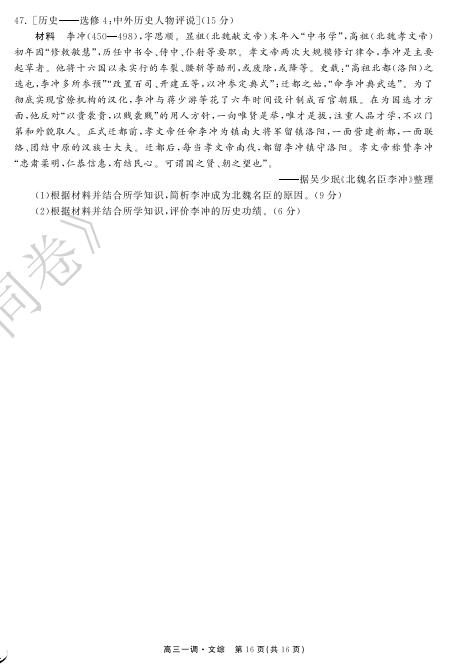 47. [历史——选修4:中外历史人物评说](15分)
材料 李冲(450—498),字思顺。显祖(北魏献文帝)末年入“中书学”,高祖(北魏孝文帝)
初年因“修敕敏慧”,历任中书令、侍中、仆射等要职。孝文帝两次大规模修订律令,李冲是主要
起草者。他将十六国以来实行的车裂、腰斩等酷刑,或废除,或降等。史载:“高祖北都(洛阳)之
选也,李冲多所参预”“改置百司、开建五等,以冲参定典式”;迁都之始,“命李冲典武选”。为了
彻底实现官僚机构的汉化,李冲与蒋少游等花了六年时间设计制成百官朝服。在为国选才方
面,他反对“以贵袭贵,以贱袭贱”的用人方针,一向唯贤是举,唯才是拔,注重人品才学,不以门
第和外貌取人。正式迁都前,孝文帝任命李冲为镇南大将军留镇洛阳,一面营建新都,一面联
络、团结中原的汉族士大夫。迁都后,每当孝文帝南伐,都留李冲镇守洛阳。孝文帝称赞李冲
“忠肃柔明,仁恭信惠,有结民心。可谓国之贤、朝之望也”。
——据吴少珉《北魏名臣李冲》整理
(1)根据材料并结合所学知识,简析李冲成为北魏名臣的原因。(9分)
(2)根据材料并结合所学知识,评价李冲的历史功绩。(6分)
同卷》
高三一调·文综 第16页(共16页)